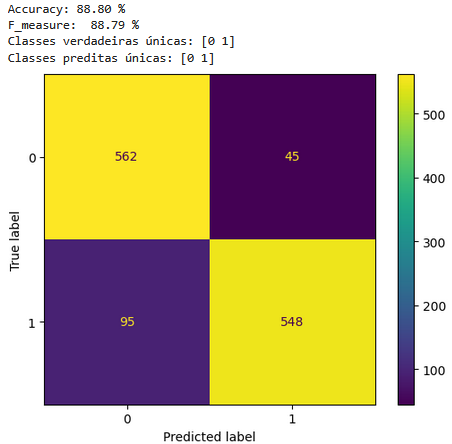 Accuracy: 88.80 %
F_measure:  88.79 %
Classes verdadeiras únicas: [0 1]
Classes preditas únicas: [0 1]
562 45
95 548
0
1
True label
0 1
Predicted label
500
400
300
200
100